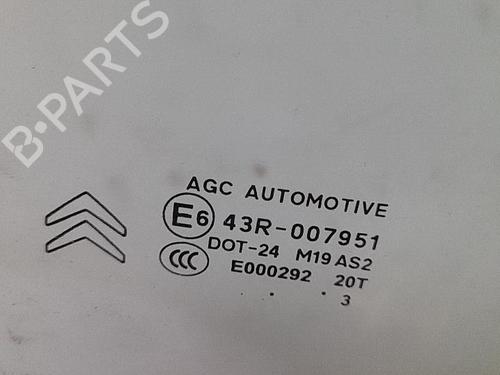 B-PARTS
AGC AUTOMOTIVE
E6 43R-007951
CCC DOT-24 M19 AS2
E000292 20T
3